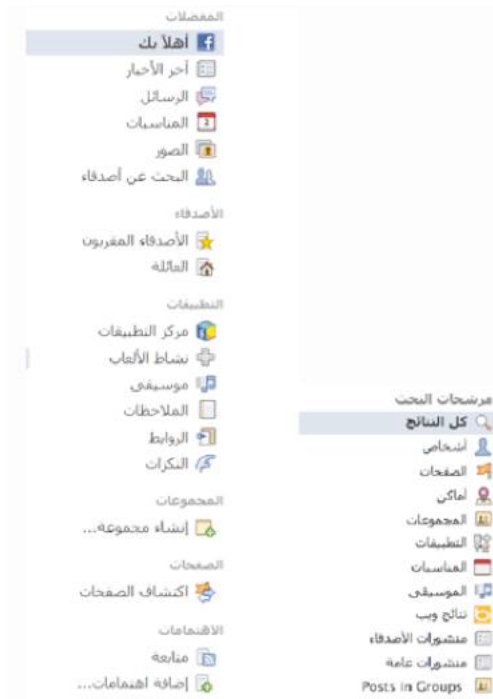 المفضلات
أهلاً بك
آخر الأخبار
الرسائل
المناسبات
الصور
البحث عن أصدقاء
الأصدقاء
الأصدقاء المقربون
العائلة
التطبيقات
مركز التطبيقات
نشاط الألعاب
موسيقى
الملاحظات
الروابط
النكزات
المجموعات
إنشاء مجموعة...
الصفحات
اكتشاف الصفحات
الاهتمامات
متابعة
إضافة اهتمامات...
مرشحات البحث
كل النتائج
أشخاص
الصفحات
أماكن
المجموعات
التطبيقات
المناسبات
الموسيقى
نتائج ويب
منشورات الأصدقاء
منشورات عامة
Posts in Groups